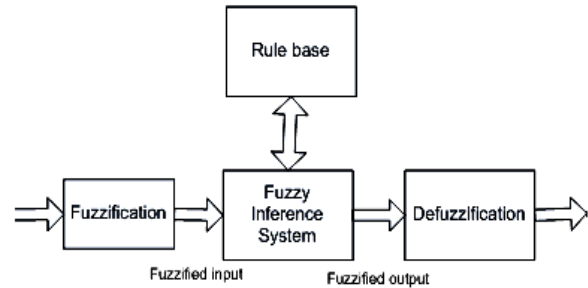 Rule base
Fuzzification
Fuzzy
Inference
System
Defuzzification
Fuzzified input
Fuzzified output